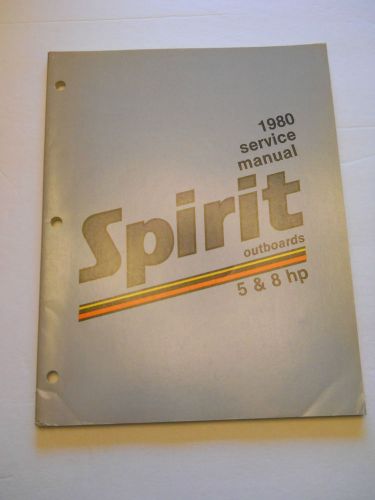 1980
service
manual
Spirit
outboards
5 & 8 hp